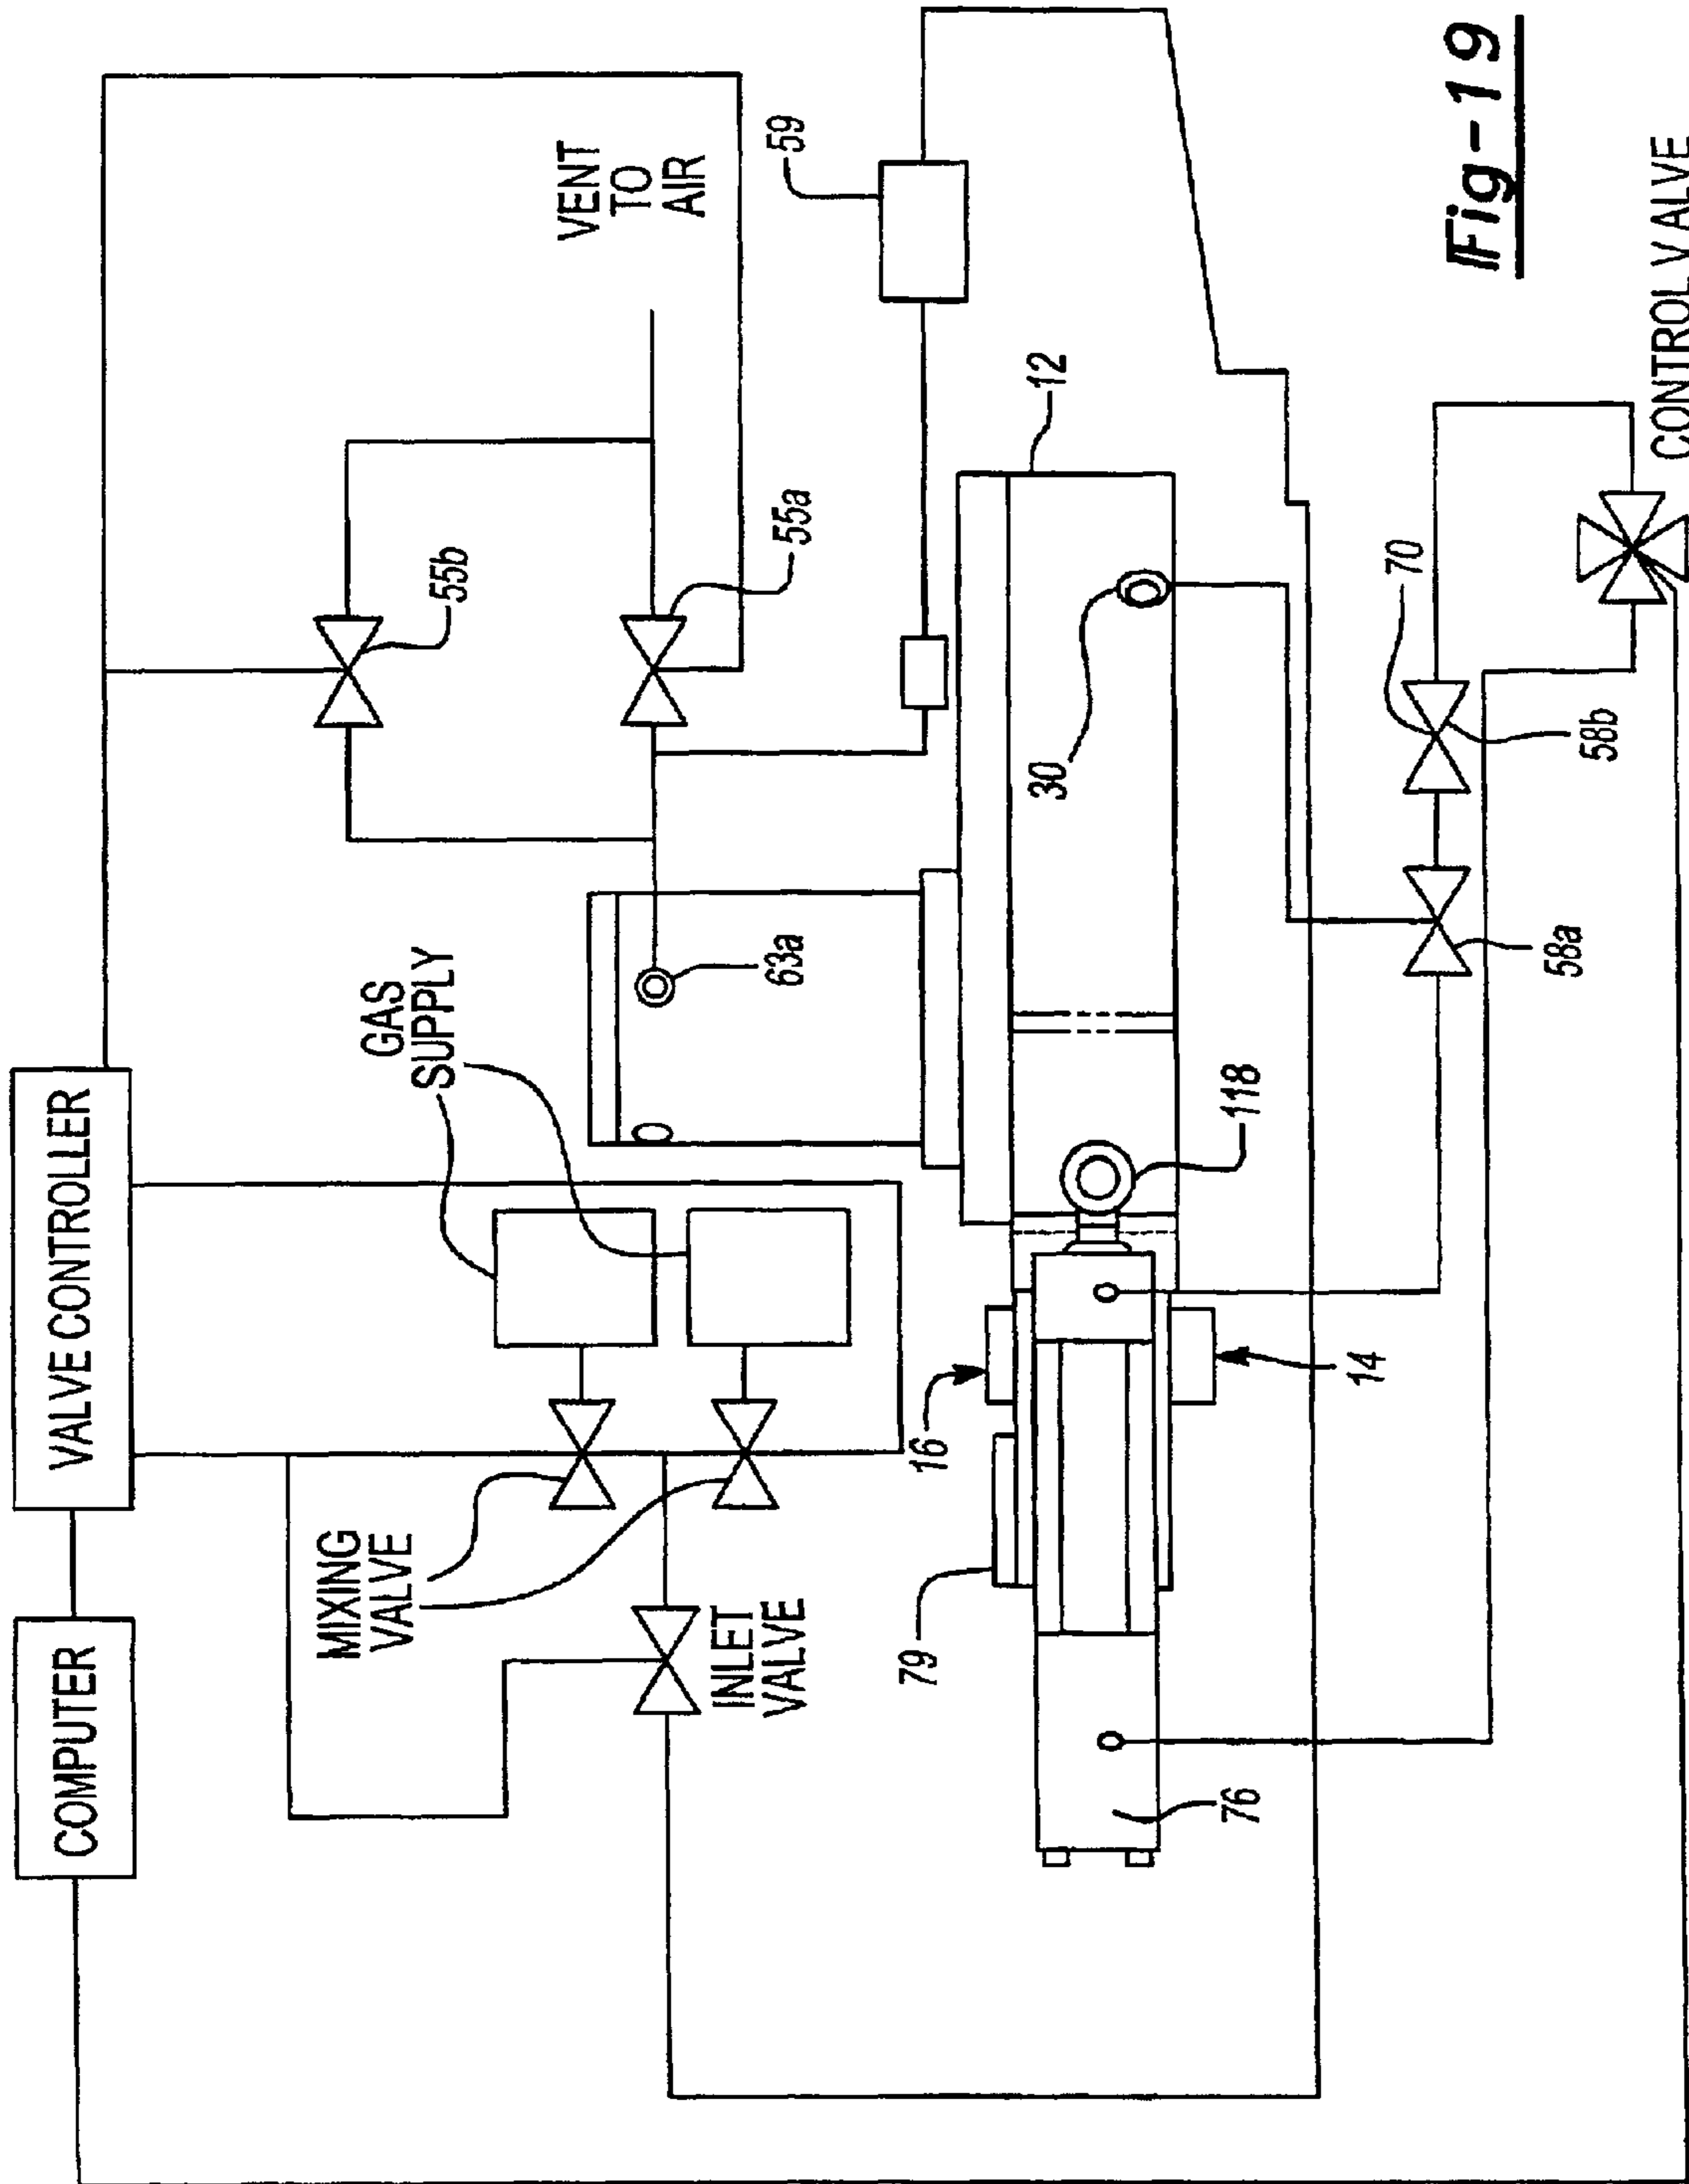 COMPUTER
VALVE CONTROLLER
MIXING
VALVE
GAS
SUPPLY
INLET
VALVE
VENT
TO
AIR
55b
55a
59
63a
12
16
79
30
118
14
76
70
58a
58b
CONTROL VALVE
Fig-19